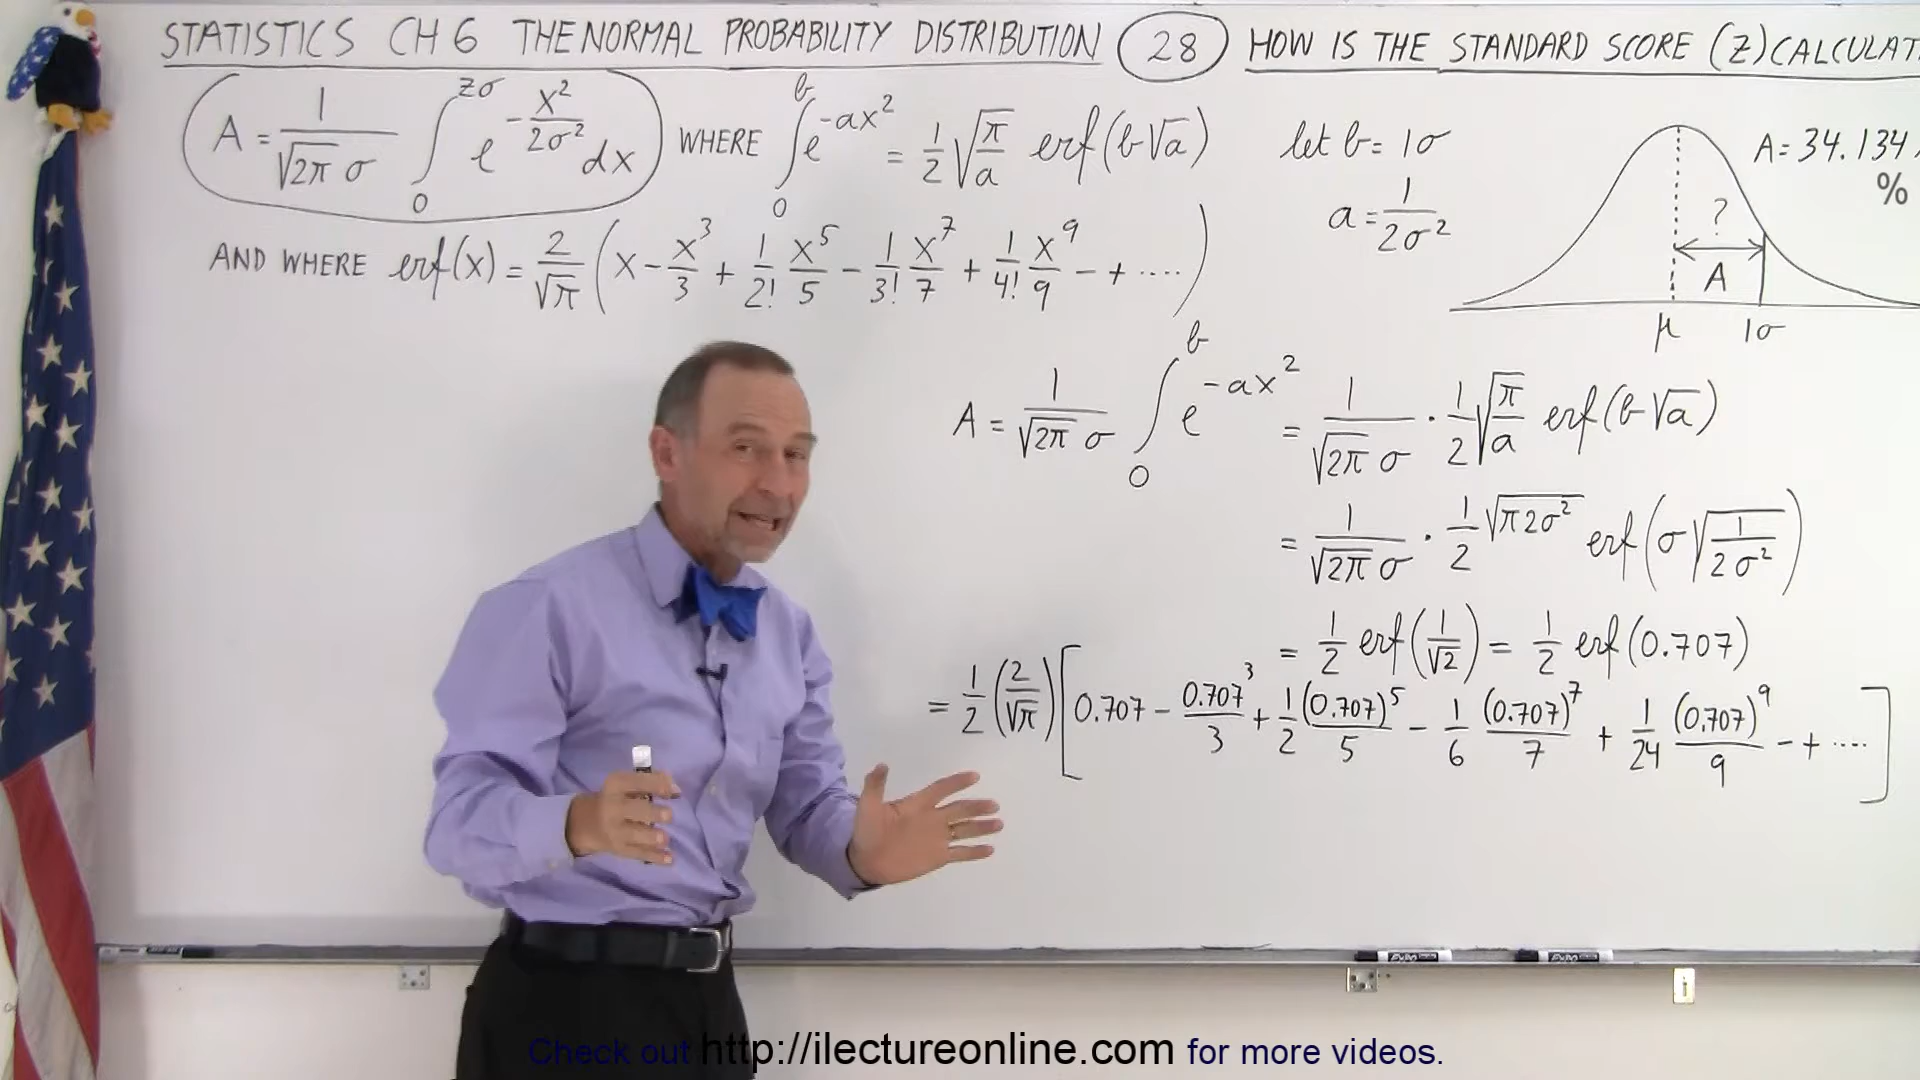 STATISTICS CH 6 THE NORMAL PROBABILITY DISTRIBUTION (28) HOW IS THE STANDARD SCORE (Z) CALCULAT
A = 1/(√2π σ) ∫₀^zσ e^(-x²/2σ²) dx WHERE ∫₀^b e^(-ax²) = 1/2 √(π/a) erf(b√a) let b = 1σ A = 34.134 %
a = 1/2σ² ?
AND WHERE erf(x) = 2/√π (x - x³/3 + 1/2! x⁵/5 - 1/3! x⁷/7 + 1/4! x⁹/9 - + ....) A
μ 1σ
A = 1/(√2π σ) ∫₀^b e^(-ax²) = 1/(√2π σ) · 1/2 √(π/a) erf(b√a)
= 1/(√2π σ) · 1/2 √(π2σ²) erf(σ√(1/2σ²))
= 1/2 erf(1/√2) = 1/2 erf(0.707)
= 1/2 (2/√π) [0.707 - 0.707³/3 + 1/2 (0.707)⁵/5 - 1/6 (0.707)⁷/7 + 1/24 (0.707)⁹/9 - + ....]
EXPO EXPO
Check out http://ilectureonline.com for more videos.